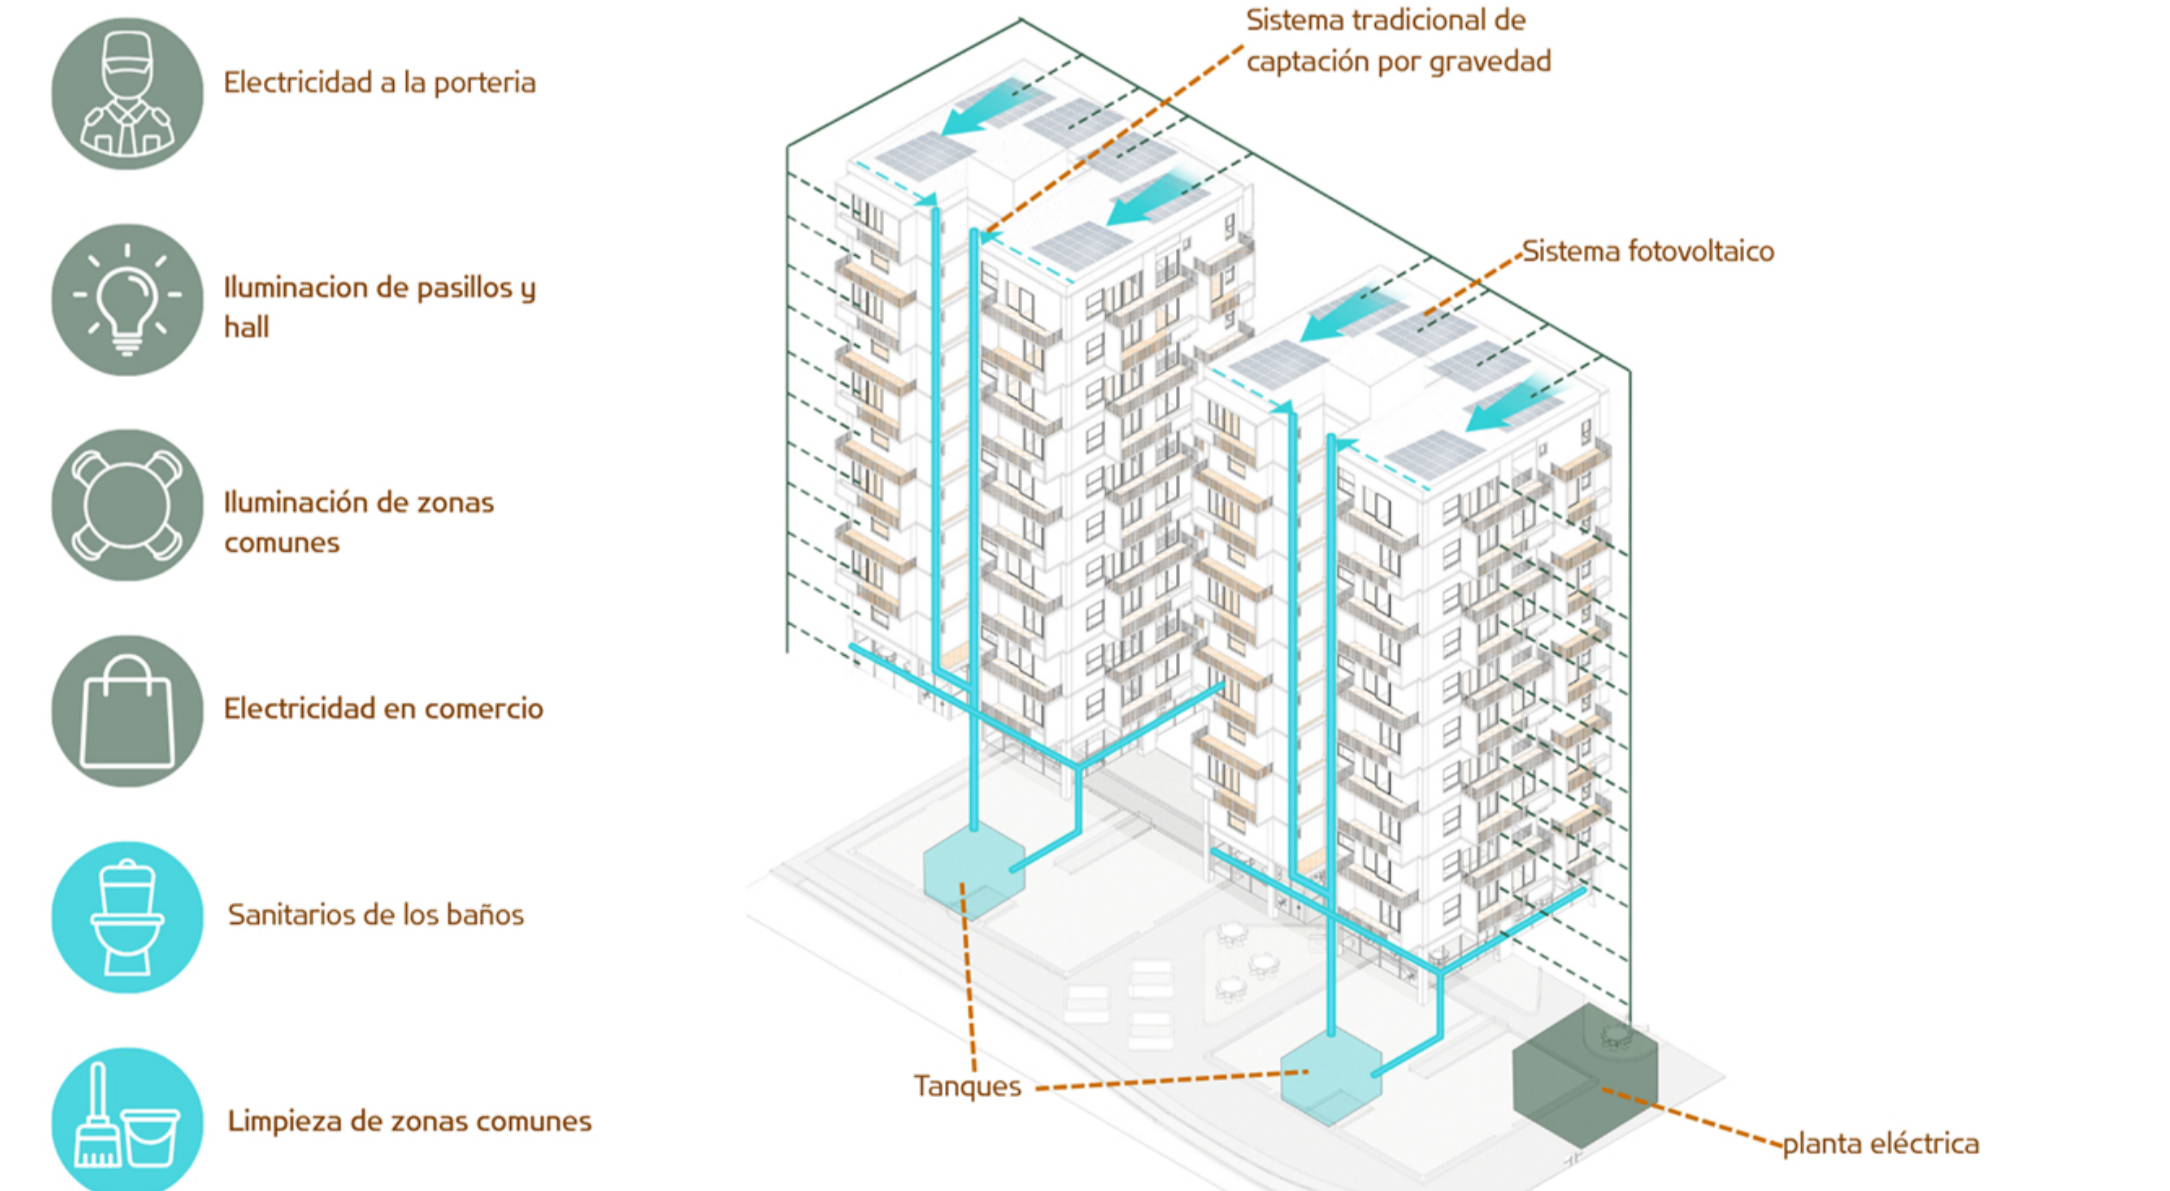 Electricidad a la porteria
Iluminacion de pasillos y
hall
Iluminación de zonas
comunes
Electricidad en comercio
Sanitarios de los baños
Limpieza de zonas comunes
Sistema tradicional de
captación por gravedad
Sistema fotovoltaico
Tanques
planta eléctrica